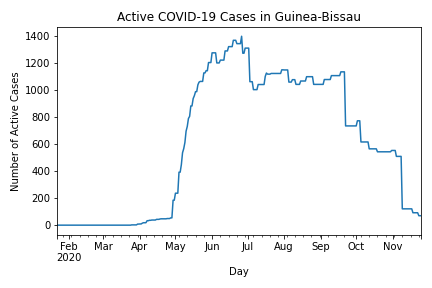 Active COVID-19 Cases in Guinea-Bissau
Number of Active Cases
1400
1200
1000
800
600
400
200
0
Feb Mar Apr May Jun Jul Aug Sep Oct Nov
2020
Day